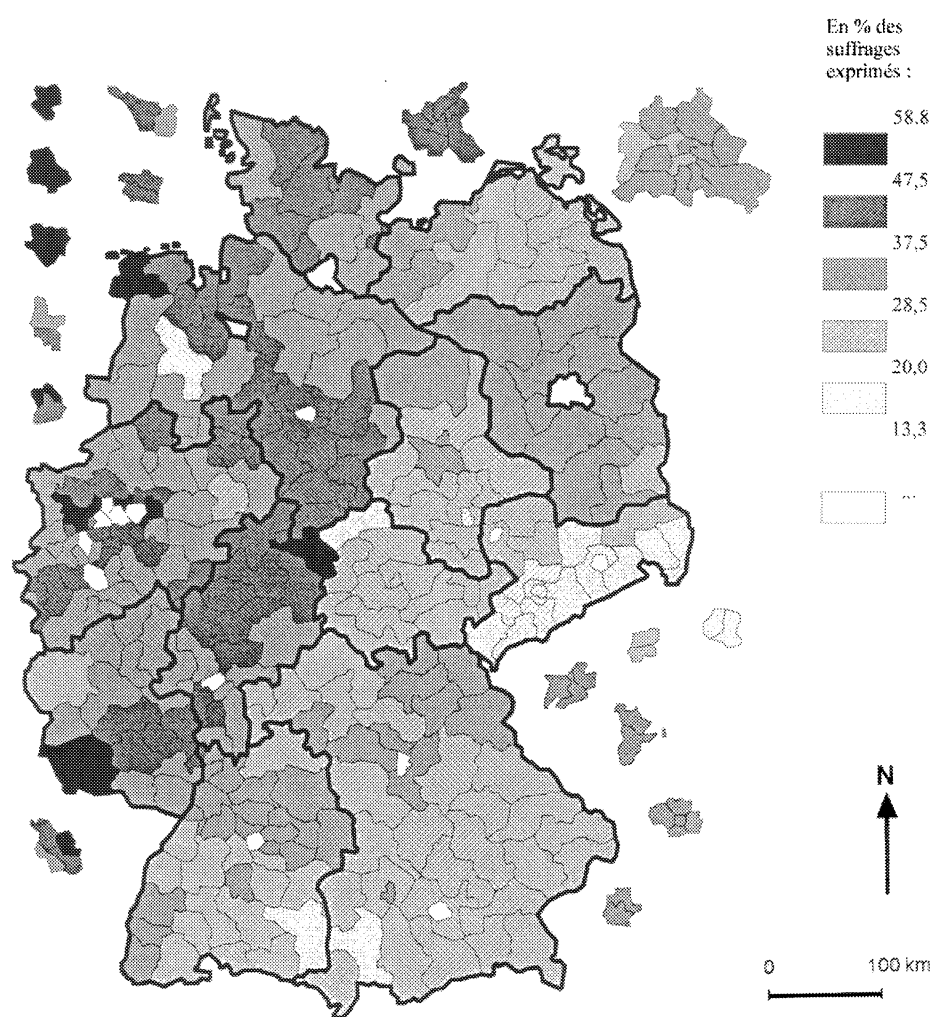 En % des
suffrages
exprimés :
58.8
47,5
37,5
28,5
20,0
13,3
N
0 100 km